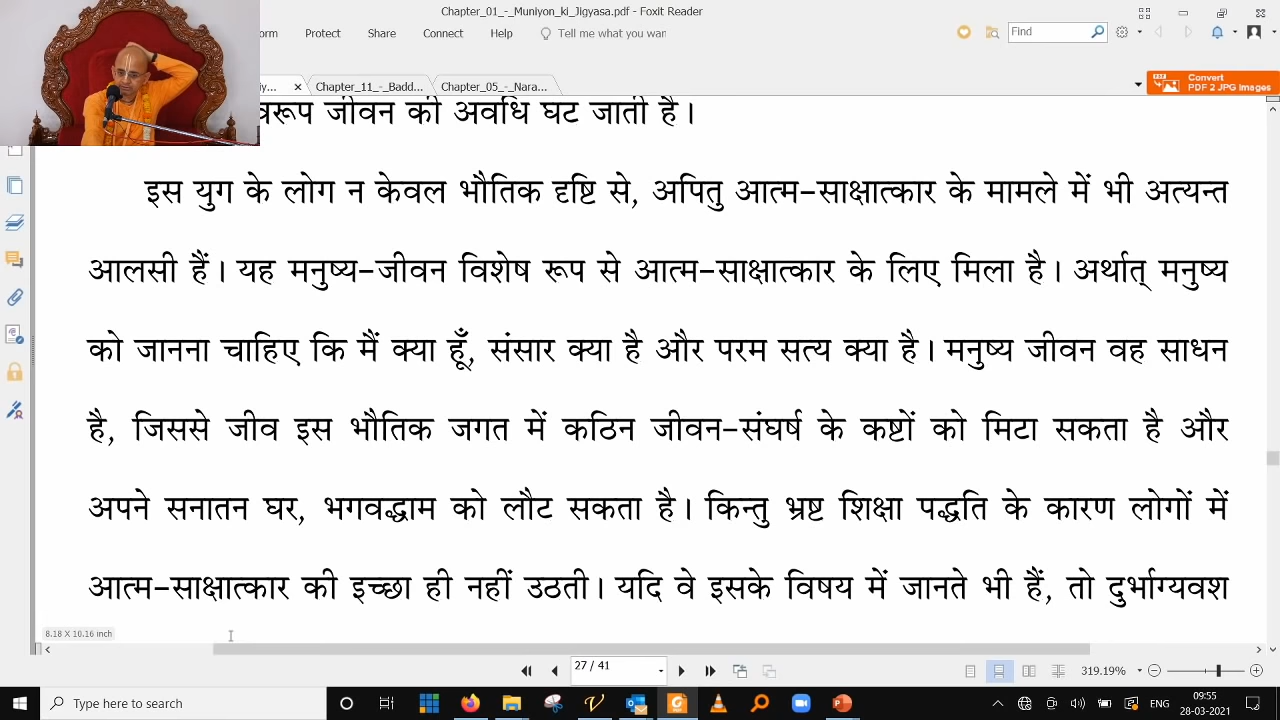 Chapter_01_-_Muniyon_ki_Jigyasa.pdf - Foxit Reader
orm Protect Share Connect Help Tell me what you wan Find
Chapter_11_-_Badd... Chapter_05_-_Nara... Convert
PDF 2 JPG Images
जीवन की अवधि घट जाती है।
इस युग के लोग न केवल भौतिक दृष्टि से, अपितु आत्म–साक्षात्कार के मामले में भी अत्यन्त
आलसी हैं। यह मनुष्य–जीवन विशेष रूप से आत्म–साक्षात्कार के लिए मिला है। अर्थात् मनुष्य
को जानना चाहिए कि मैं क्या हूँ, संसार क्या है और परम सत्य क्या है। मनुष्य जीवन वह साधन
है, जिससे जीव इस भौतिक जगत में कठिन जीवन–संघर्ष के कष्टों को मिटा सकता है और
अपने सनातन घर, भगवद्धाम को लौट सकता है। किन्तु भ्रष्ट शिक्षा पद्धति के कारण लोगों में
आत्म–साक्षात्कार की इच्छा ही नहीं उठती। यदि वे इसके विषय में जानते भी हैं, तो दुर्भाग्यवश
8.18 X 10.16 inch
27 / 41 319.19%
Type here to search
09:55
28-03-2021